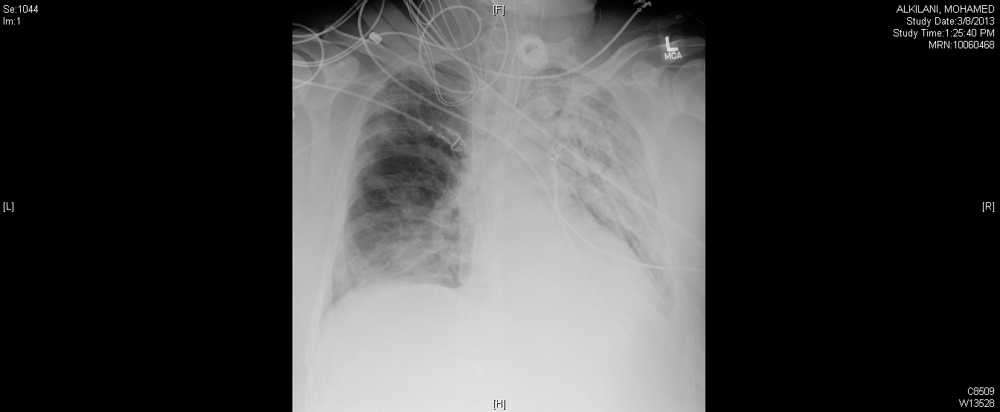 Se:1044
Im:1
[F]
ALKILANI, MOHAMED
Study Date:3/8/2013
Study Time:1:25:40 PM
MRN:10060468
L
MCA
[L]
[R]
[H]
C8509
W13528